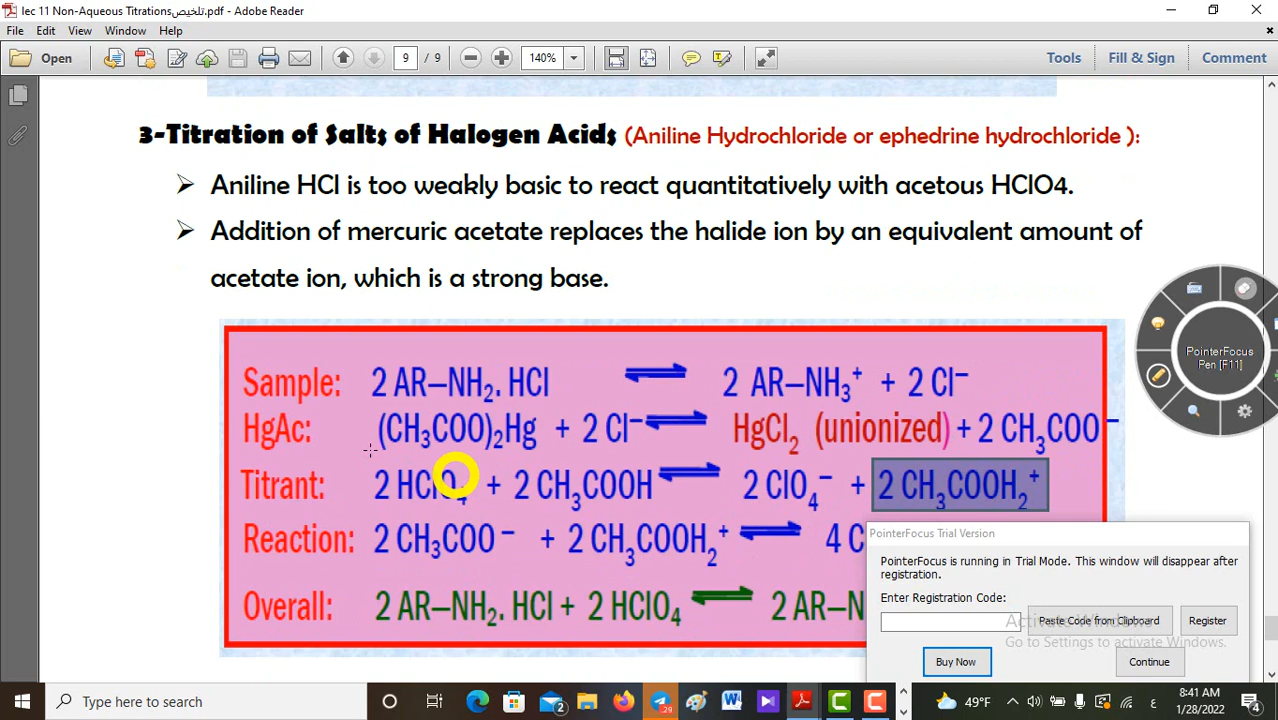 lec 11 Non-Aqueous Titrationsتلخيص.pdf - Adobe Reader
File Edit View Window Help
Open 9 / 9 140% Tools Fill & Sign Comment
3-Titration of Salts of Halogen Acids (Aniline Hydrochloride or ephedrine hydrochloride ):
➢ Aniline HCl is too weakly basic to react quantitatively with acetous HClO4.
➢ Addition of mercuric acetate replaces the halide ion by an equivalent amount of
acetate ion, which is a strong base.
Sample: 2 AR–NH₂. HCl ⇌ 2 AR–NH₃⁺ + 2 Cl⁻
HgAc: (CH₃COO)₂Hg + 2 Cl⁻ ⇌ HgCl₂ (unionized) + 2 CH₃COO⁻
Titrant: 2 HClO₄ + 2 CH₃COOH ⇌ 2 ClO₄⁻ + 2 CH₃COOH₂⁺
Reaction: 2 CH₃COO⁻ + 2 CH₃COOH₂⁺ ⇌ 4 C
Overall: 2 AR–NH₂. HCl + 2 HClO₄ ⇌ 2 AR–N
PointerFocus
Pen [F11]
PointerFocus Trial Version
PointerFocus is running in Trial Mode. This window will disappear after
registration.
Enter Registration Code:
Paste Code from Clipboard Register
Activate Windows
Go to Settings to activate Windows.
Buy Now Continue
Type here to search 2 29 49°F ع 8:41 AM
1/28/2022 4